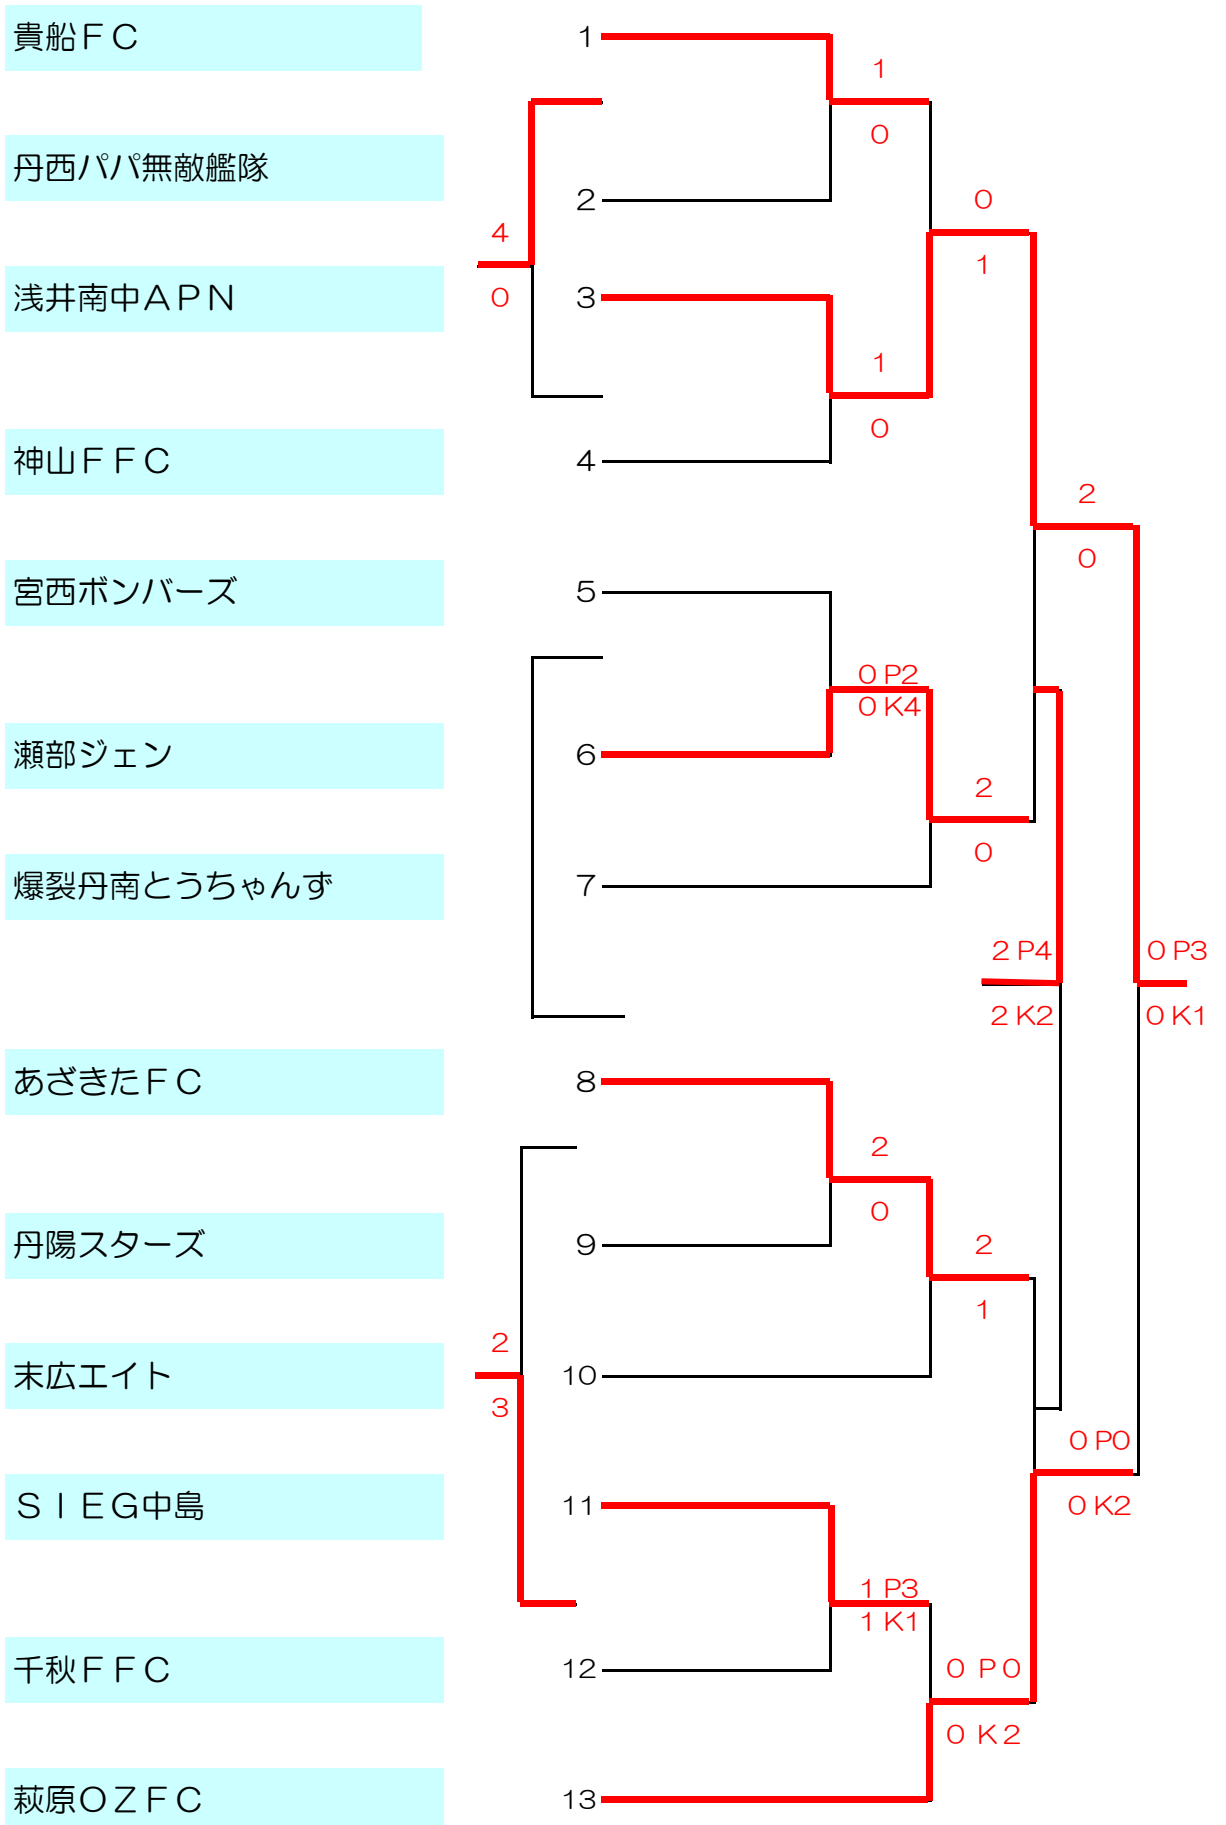 貴船ＦＣ 1
1
0
丹西パパ無敵艦隊 2
0
4
1
0
浅井南中ＡＰＮ 3
1
0
神山ＦＦＣ 4
2
0
宮西ボンバーズ 5
0 P2
0 K4
瀬部ジェン 6
2
0
爆裂丹南とうちゃんず 7
2 P4 0 P3
2 K2 0 K1
あざきたＦＣ 8
2
0
丹陽スターズ 9
2
1
2
末広エイト 10
3
0 P0
ＳＩＥＧ中島 11
0 K2
1 P3
1 K1
千秋ＦＦＣ 12
0 P0
0 K2
萩原ＯＺＦＣ 13